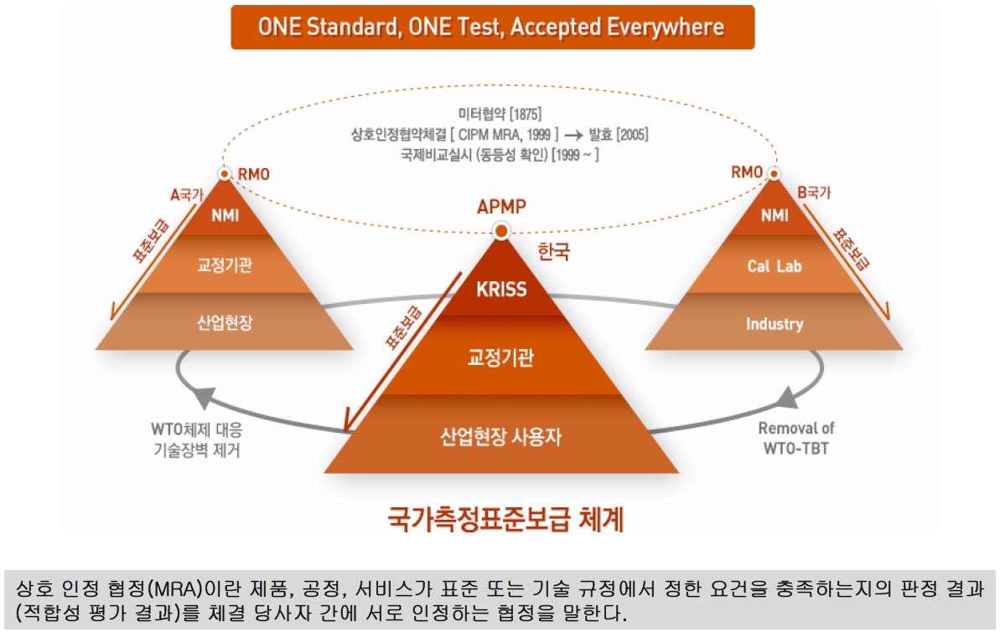 ONE Standard, ONE Test, Accepted Everywhere
미터협약 [1875]
상호인정협약체결 [ CIPM MRA, 1999 ] → 발효 [2005]
국제비교실시 (동등성 확인) [1999 ~ ]
RMO
A국가
NMI
표준보급
교정기관
산업현장
APMP
한국
KRISS
표준보급
교정기관
산업현장 사용자
RMO
B국가
NMI
표준보급
Cal Lab
Industry
WTO체제 대응
기술장벽 제거
Removal of
WTO-TBT
국가측정표준보급 체계
상호 인정 협정(MRA)이란 제품, 공정, 서비스가 표준 또는 기술 규정에서 정한 요건을 충족하는지의 판정 결과
(적합성 평가 결과)를 체결 당사자 간에 서로 인정하는 협정을 말한다.